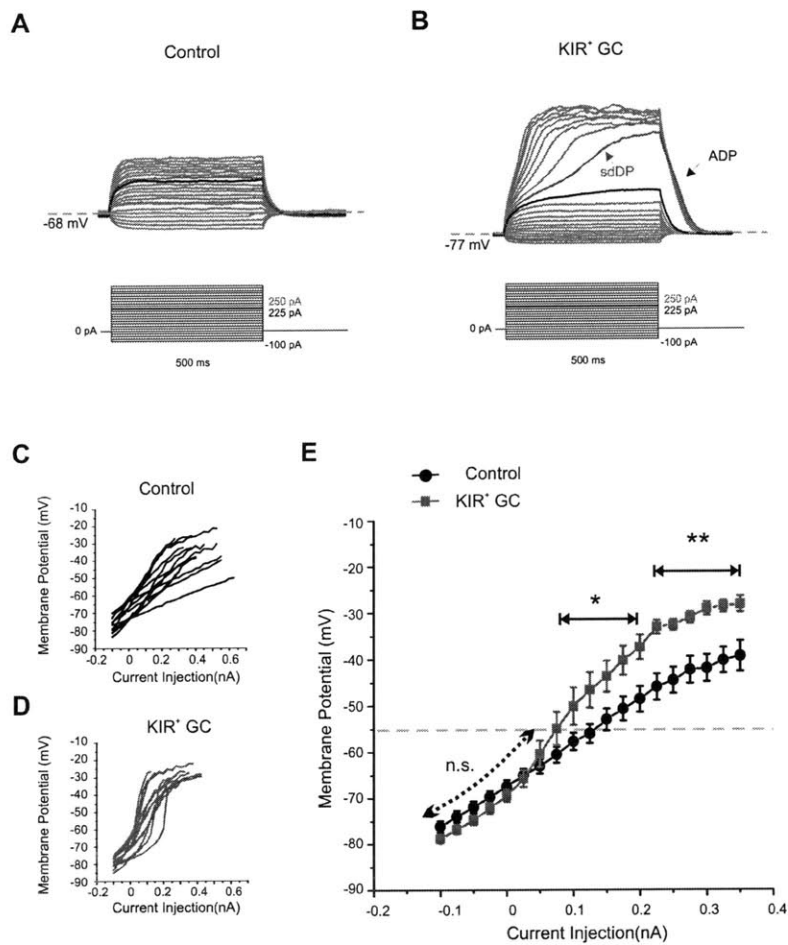 A
Control
-68 mV
250 pA
225 pA
0 pA
-100 pA
500 ms
B
KIR* GC
sdDP
ADP
-77 mV
250 pA
225 pA
0 pA
-100 pA
500 ms
C
Control
Membrane Potential (mV)
-10
-20
-30
-40
-50
-60
-70
-80
-90
-0.2 0 0.2 0.4 0.6
Current Injection(nA)
D
KIR* GC
Membrane Potential (mV)
-10
-20
-30
-40
-50
-60
-70
-80
-90
-0.2 0 0.2 0.4 0.6
Current Injection(nA)
E
Control
KIR* GC
Membrane Potential (mV)
-10
-20
-30
-40
-50
-60
-70
-80
-90
**
*
n.s.
-0.2 -0.1 0 0.1 0.2 0.3 0.4
Current Injection(nA)